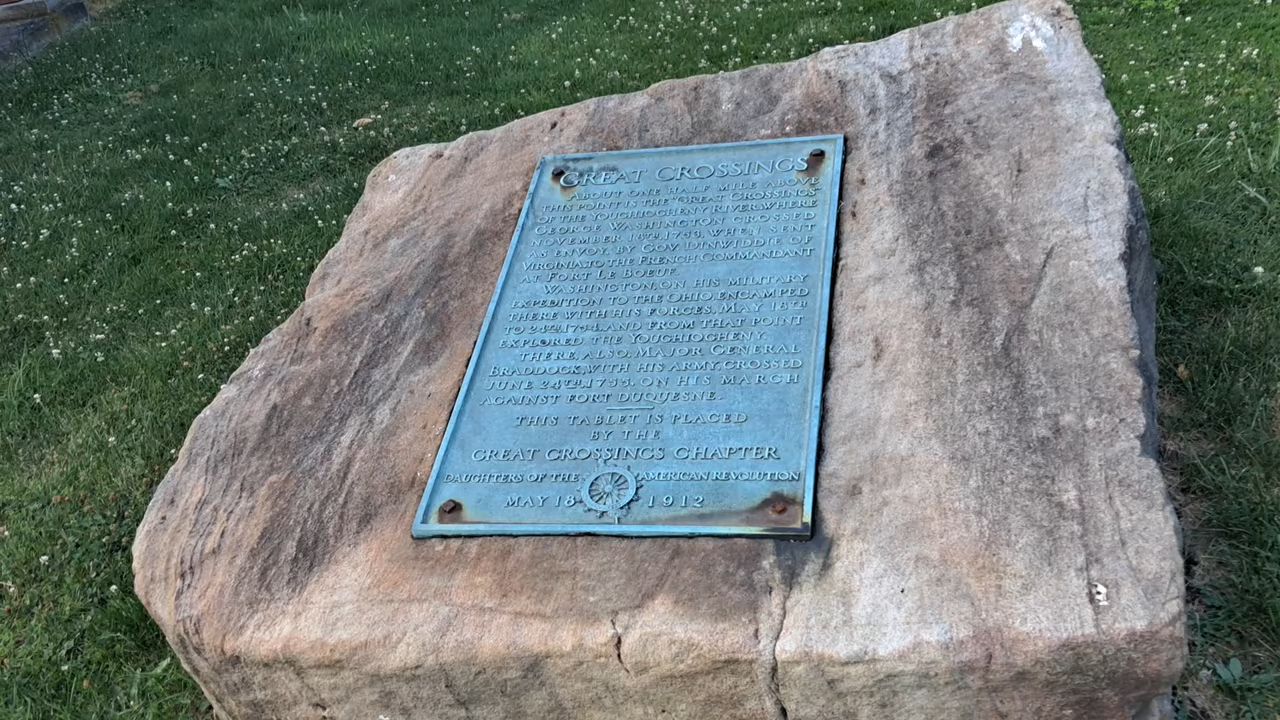 GREAT CROSSINGS
ABOUT ONE HALF MILE ABOVE
THIS POINT IS THE "GREAT CROSSINGS"
OF THE YOUGHIOGHENY RIVER, WHERE
GEORGE WASHINGTON CROSSED
NOVEMBER 18TH, 1753, WHEN SENT
AS ENVOY, BY GOV. DINWIDDIE OF
VIRGINIA TO THE FRENCH COMMANDANT
AT FORT LE BOEUF.
WASHINGTON, ON HIS MILITARY
EXPEDITION TO THE OHIO, ENCAMPED
THERE WITH HIS FORCES, MAY 18TH
TO 24TH, 1754, AND FROM THAT POINT
EXPLORED THE YOUGHIOGHENY.
THERE, ALSO, MAJOR GENERAL
BRADDOCK, WITH HIS ARMY, CROSSED
JUNE 24TH, 1755, ON HIS MARCH
AGAINST FORT DUQUESNE.
THIS TABLET IS PLACED
BY THE
GREAT CROSSINGS CHAPTER
DAUGHTERS OF THE AMERICAN REVOLUTION
MAY 18 1912